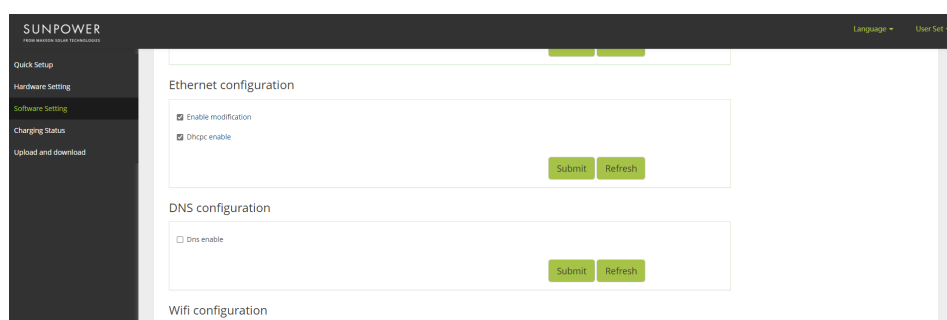 SUNPOWER
FROM MAXEON SOLAR TECHNOLOGIES
Language
User Set
Quick Setup
Hardware Setting
Software Setting
Charging Status
Upload and download
Ethernet configuration
Enable modification
Dhcpc enable
Submit Refresh
DNS configuration
Dns enable
Submit Refresh
Wifi configuration